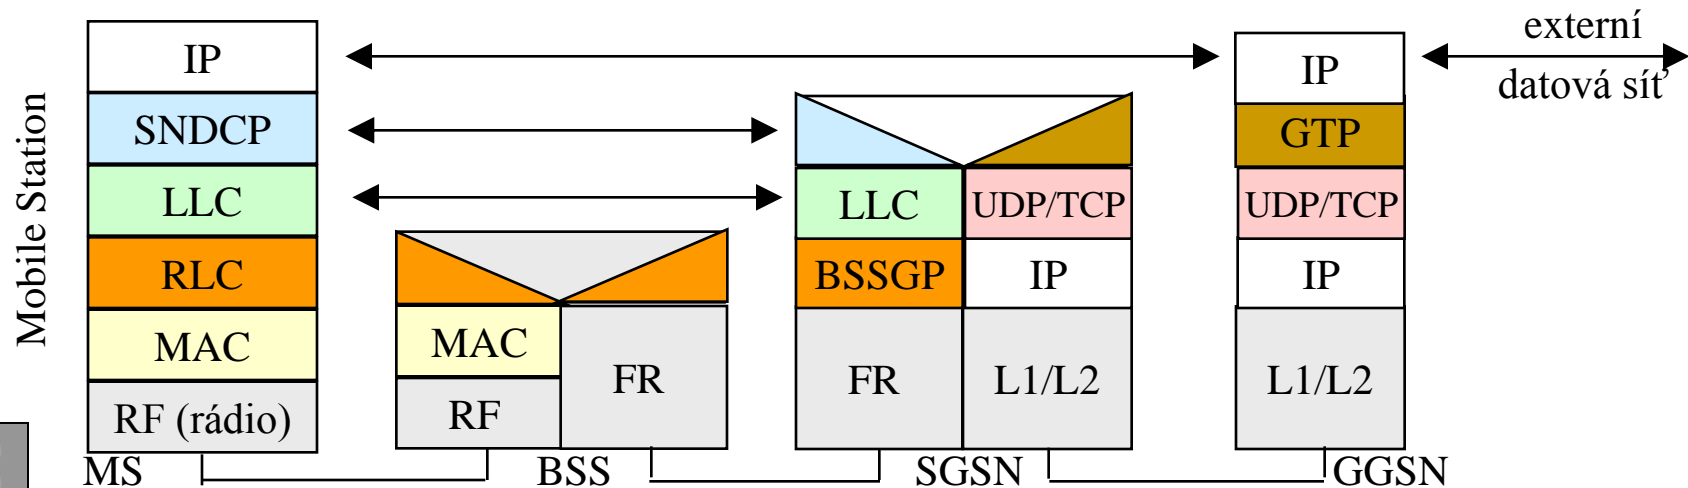 Mobile Station
IP
SNDCP
LLC
RLC
MAC
RF (rádio)
MS
MAC
RF
FR
BSS
LLC
UDP/TCP
BSSGP
IP
FR
L1/L2
SGSN
IP
GTP
UDP/TCP
IP
L1/L2
GGSN
externí
datová síť